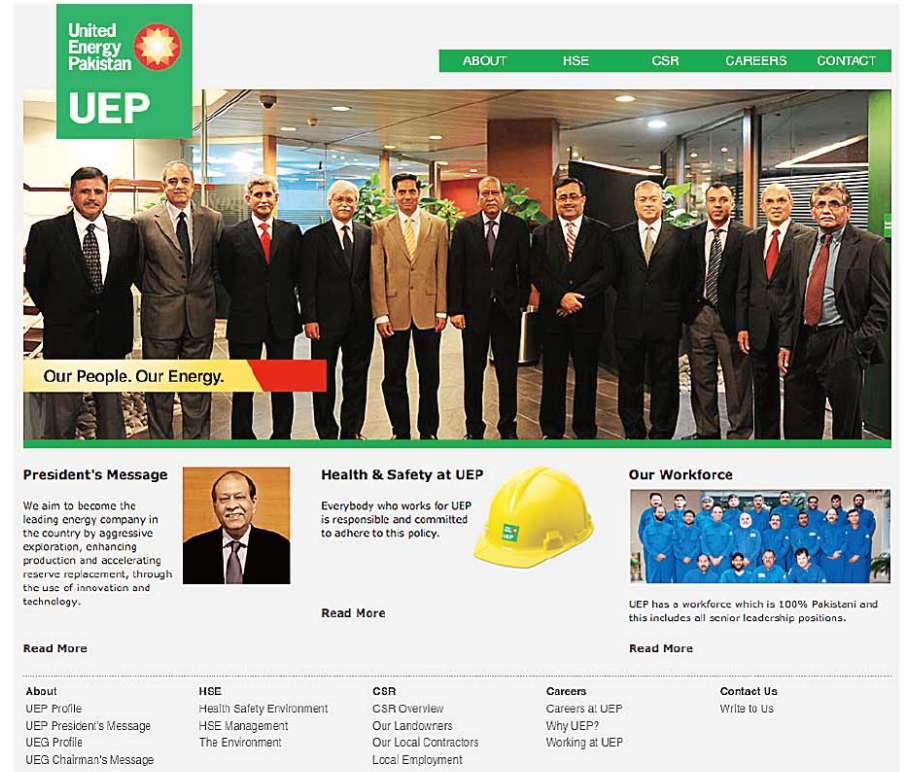 United
Energy
Pakistan
UEP
ABOUT HSE CSR CAREERS CONTACT
Our People. Our Energy.
President's Message
We aim to become the
leading energy company in
the country by aggressive
exploration, enhancing
production and accelerating
reserve replacement, through
the use of innovation and
technology.
Read More
Health & Safety at UEP
Everybody who works for UEP
is responsible and committed
to adhere to this policy.
UEP
Read More
Our Workforce
UEP has a workforce which is 100% Pakistani and
this includes all senior leadership positions.
Read More
About
UEP Profile
UEP President's Message
UEG Profile
UEG Chairman's Message
HSE
Health Safety Environment
HSE Management
The Environment
CSR
CSR Overview
Our Landowners
Our Local Contractors
Local Employment
Careers
Careers at UEP
Why UEP?
Working at UEP
Contact Us
Write to Us